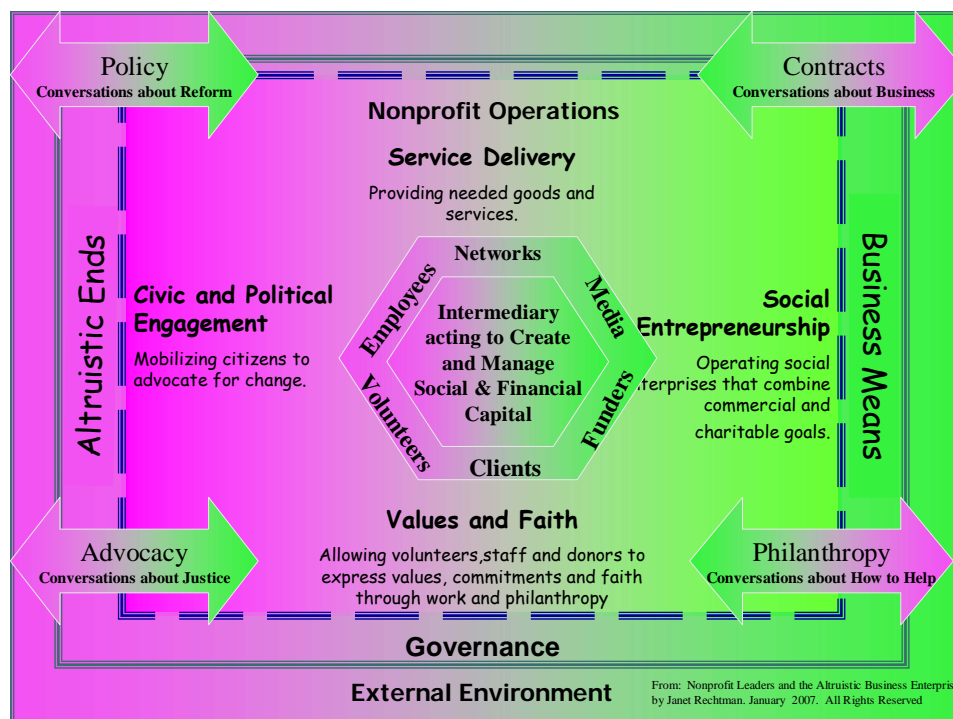 Policy
Conversations about Reform
Contracts
Conversations about Business
Nonprofit Operations
Service Delivery
Providing needed goods and
services.
Altruistic Ends
Civic and Political
Engagement
Mobilizing citizens to
advocate for change.
Networks
Employees
Media
Intermediary
acting to Create
and Manage
Social & Financial
Capital
Volunteers
Funders
Clients
Social
Entrepreneurship
Operating social
terprises that combine
commercial and
charitable goals.
Business Means
Values and Faith
Allowing volunteers,staff and donors to
express values, commitments and faith
through work and philanthropy
Advocacy
Conversations about Justice
Philanthropy
Conversations about How to Help
Governance
External Environment
From: Nonprofit Leaders and the Altruistic Business Enterpris
by Janet Rechtman. January 2007. All Rights Reserved